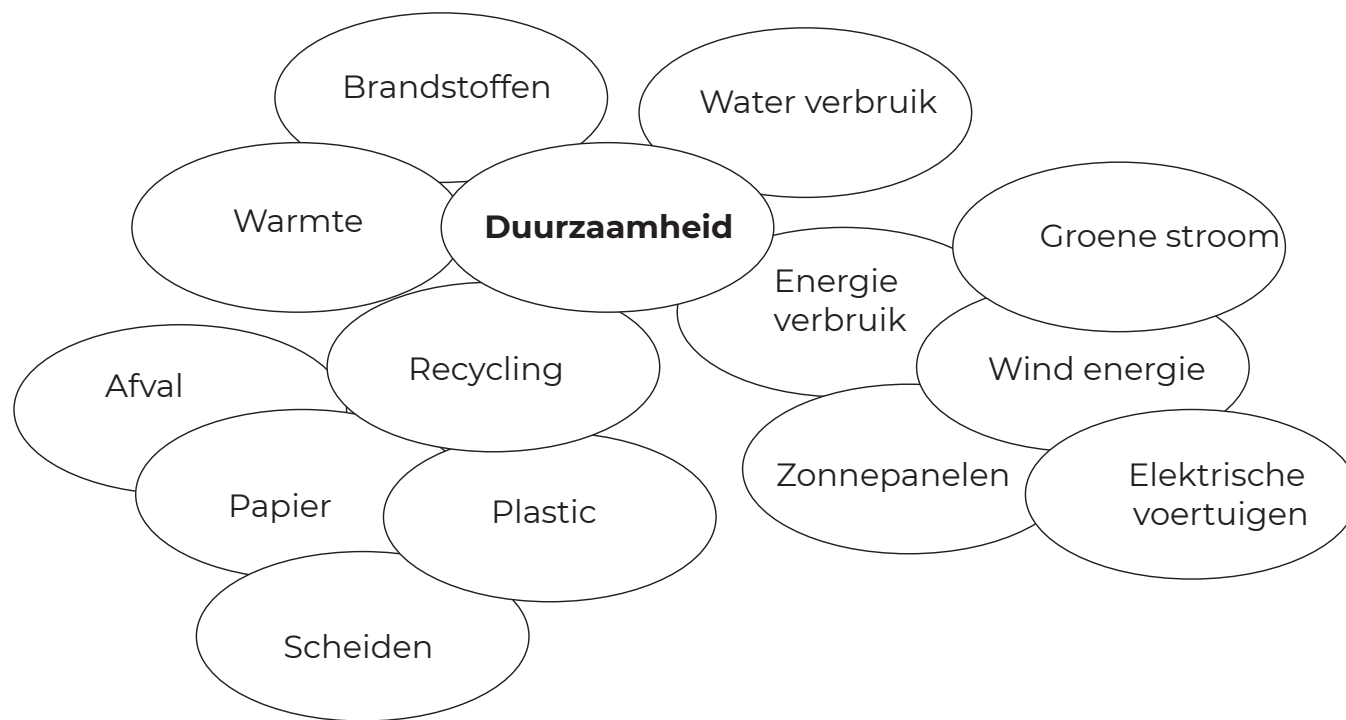 Brandstoffen
Water verbruik
Warmte
Duurzaamheid
Groene stroom
Energie
verbruik
Afval
Recycling
Wind energie
Papier
Plastic
Zonnepanelen
Elektrische
voertuigen
Scheiden